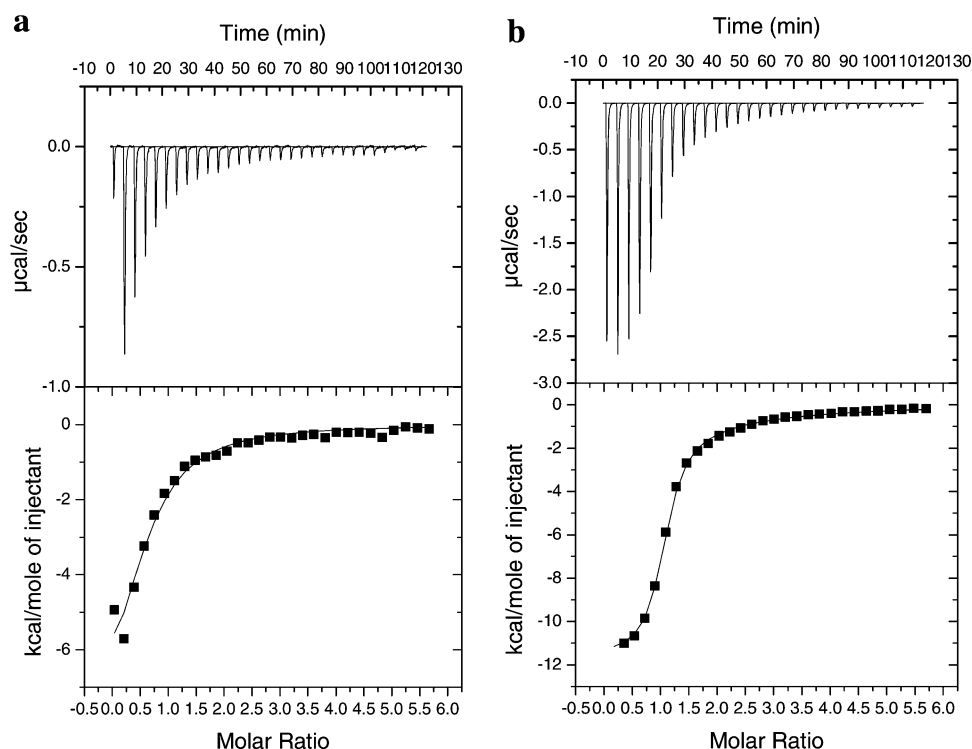 a
Time (min)
-10 0 10 20 30 40 50 60 70 80 90 100110120130
0.0
-0.5
-1.0
µcal/sec
0
-2
-4
-6
kcal/mole of injectant
-0.50.0 0.5 1.0 1.5 2.0 2.5 3.0 3.5 4.0 4.5 5.0 5.5 6.0
Molar Ratio
b
Time (min)
-10 0 10 20 30 40 50 60 70 80 90 100110120130
0.0
-0.5
-1.0
-1.5
-2.0
-2.5
-3.0
µcal/sec
0
-2
-4
-6
-8
-10
-12
kcal/mole of injectant
-0.50.0 0.5 1.0 1.5 2.0 2.5 3.0 3.5 4.0 4.5 5.0 5.5 6.0
Molar Ratio